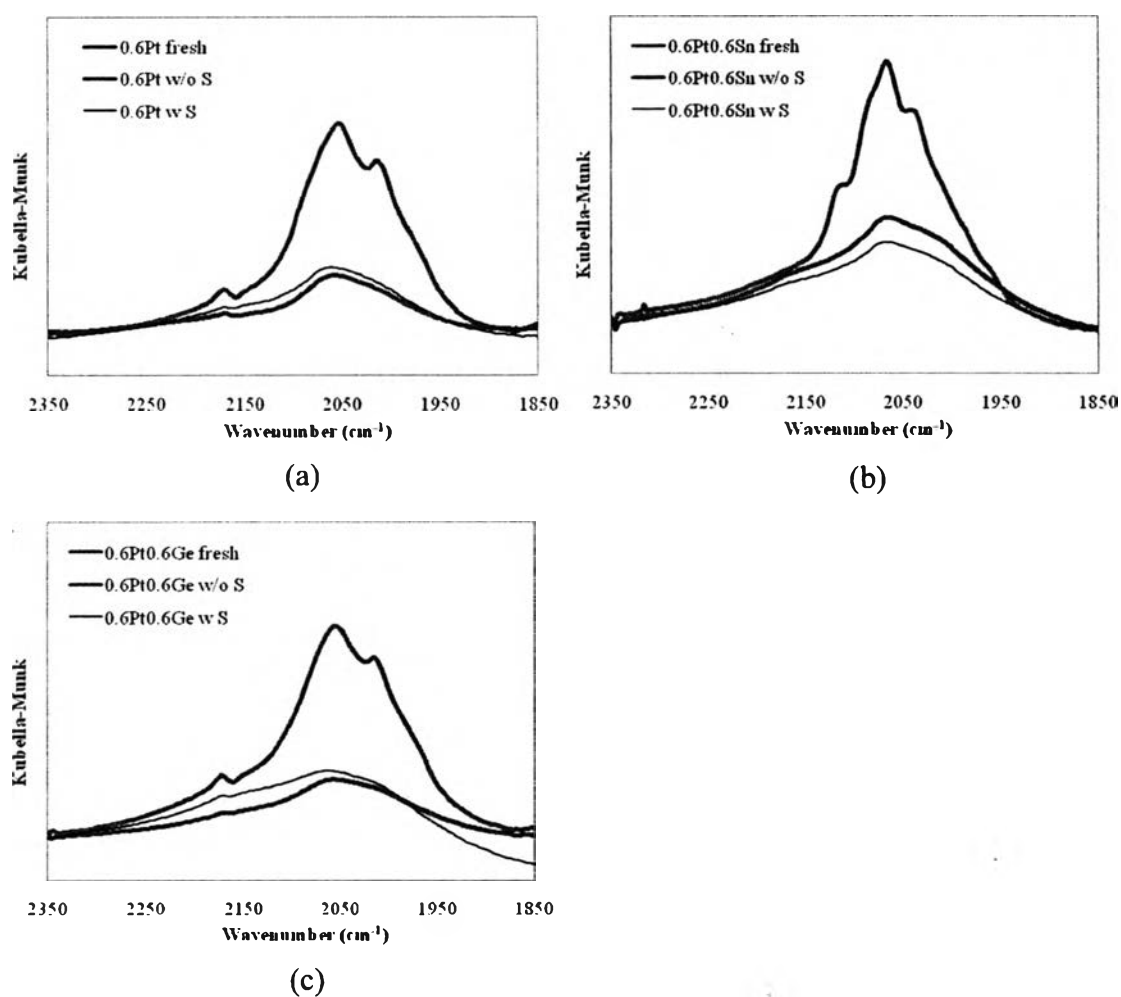 0.6Pt fresh
0.6Pt w/o S
0.6Pt w S
Kubella-Munk
2350 2250 2150 2050 1950 1850
Wavenumber (cm⁻¹)
(a)
0.6Pt0.6Sn fresh
0.6Pt0.6Sn w/o S
0.6Pt0.6Sn w S
Kubella-Munk
2350 2250 2150 2050 1950 1850
Wavenumber (cm⁻¹)
(b)
0.6Pt0.6Ge fresh
0.6Pt0.6Ge w/o S
0.6Pt0.6Ge w S
Kubella-Munk
2350 2250 2150 2050 1950 1850
Wavenumber (cm⁻¹)
(c)